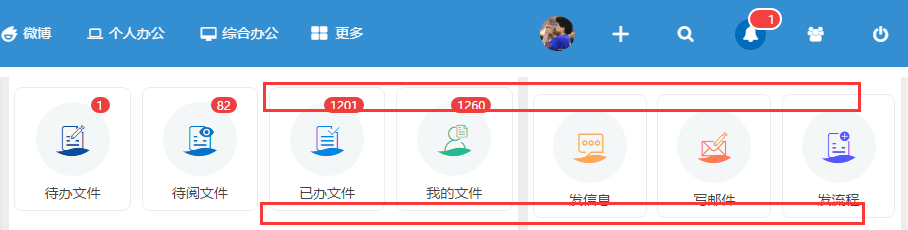 微博 个人办公 综合办公 更多 1
1 82 1201 1260
待办文件 待阅文件 已办文件 我的文件 发信息 写邮件 发流程